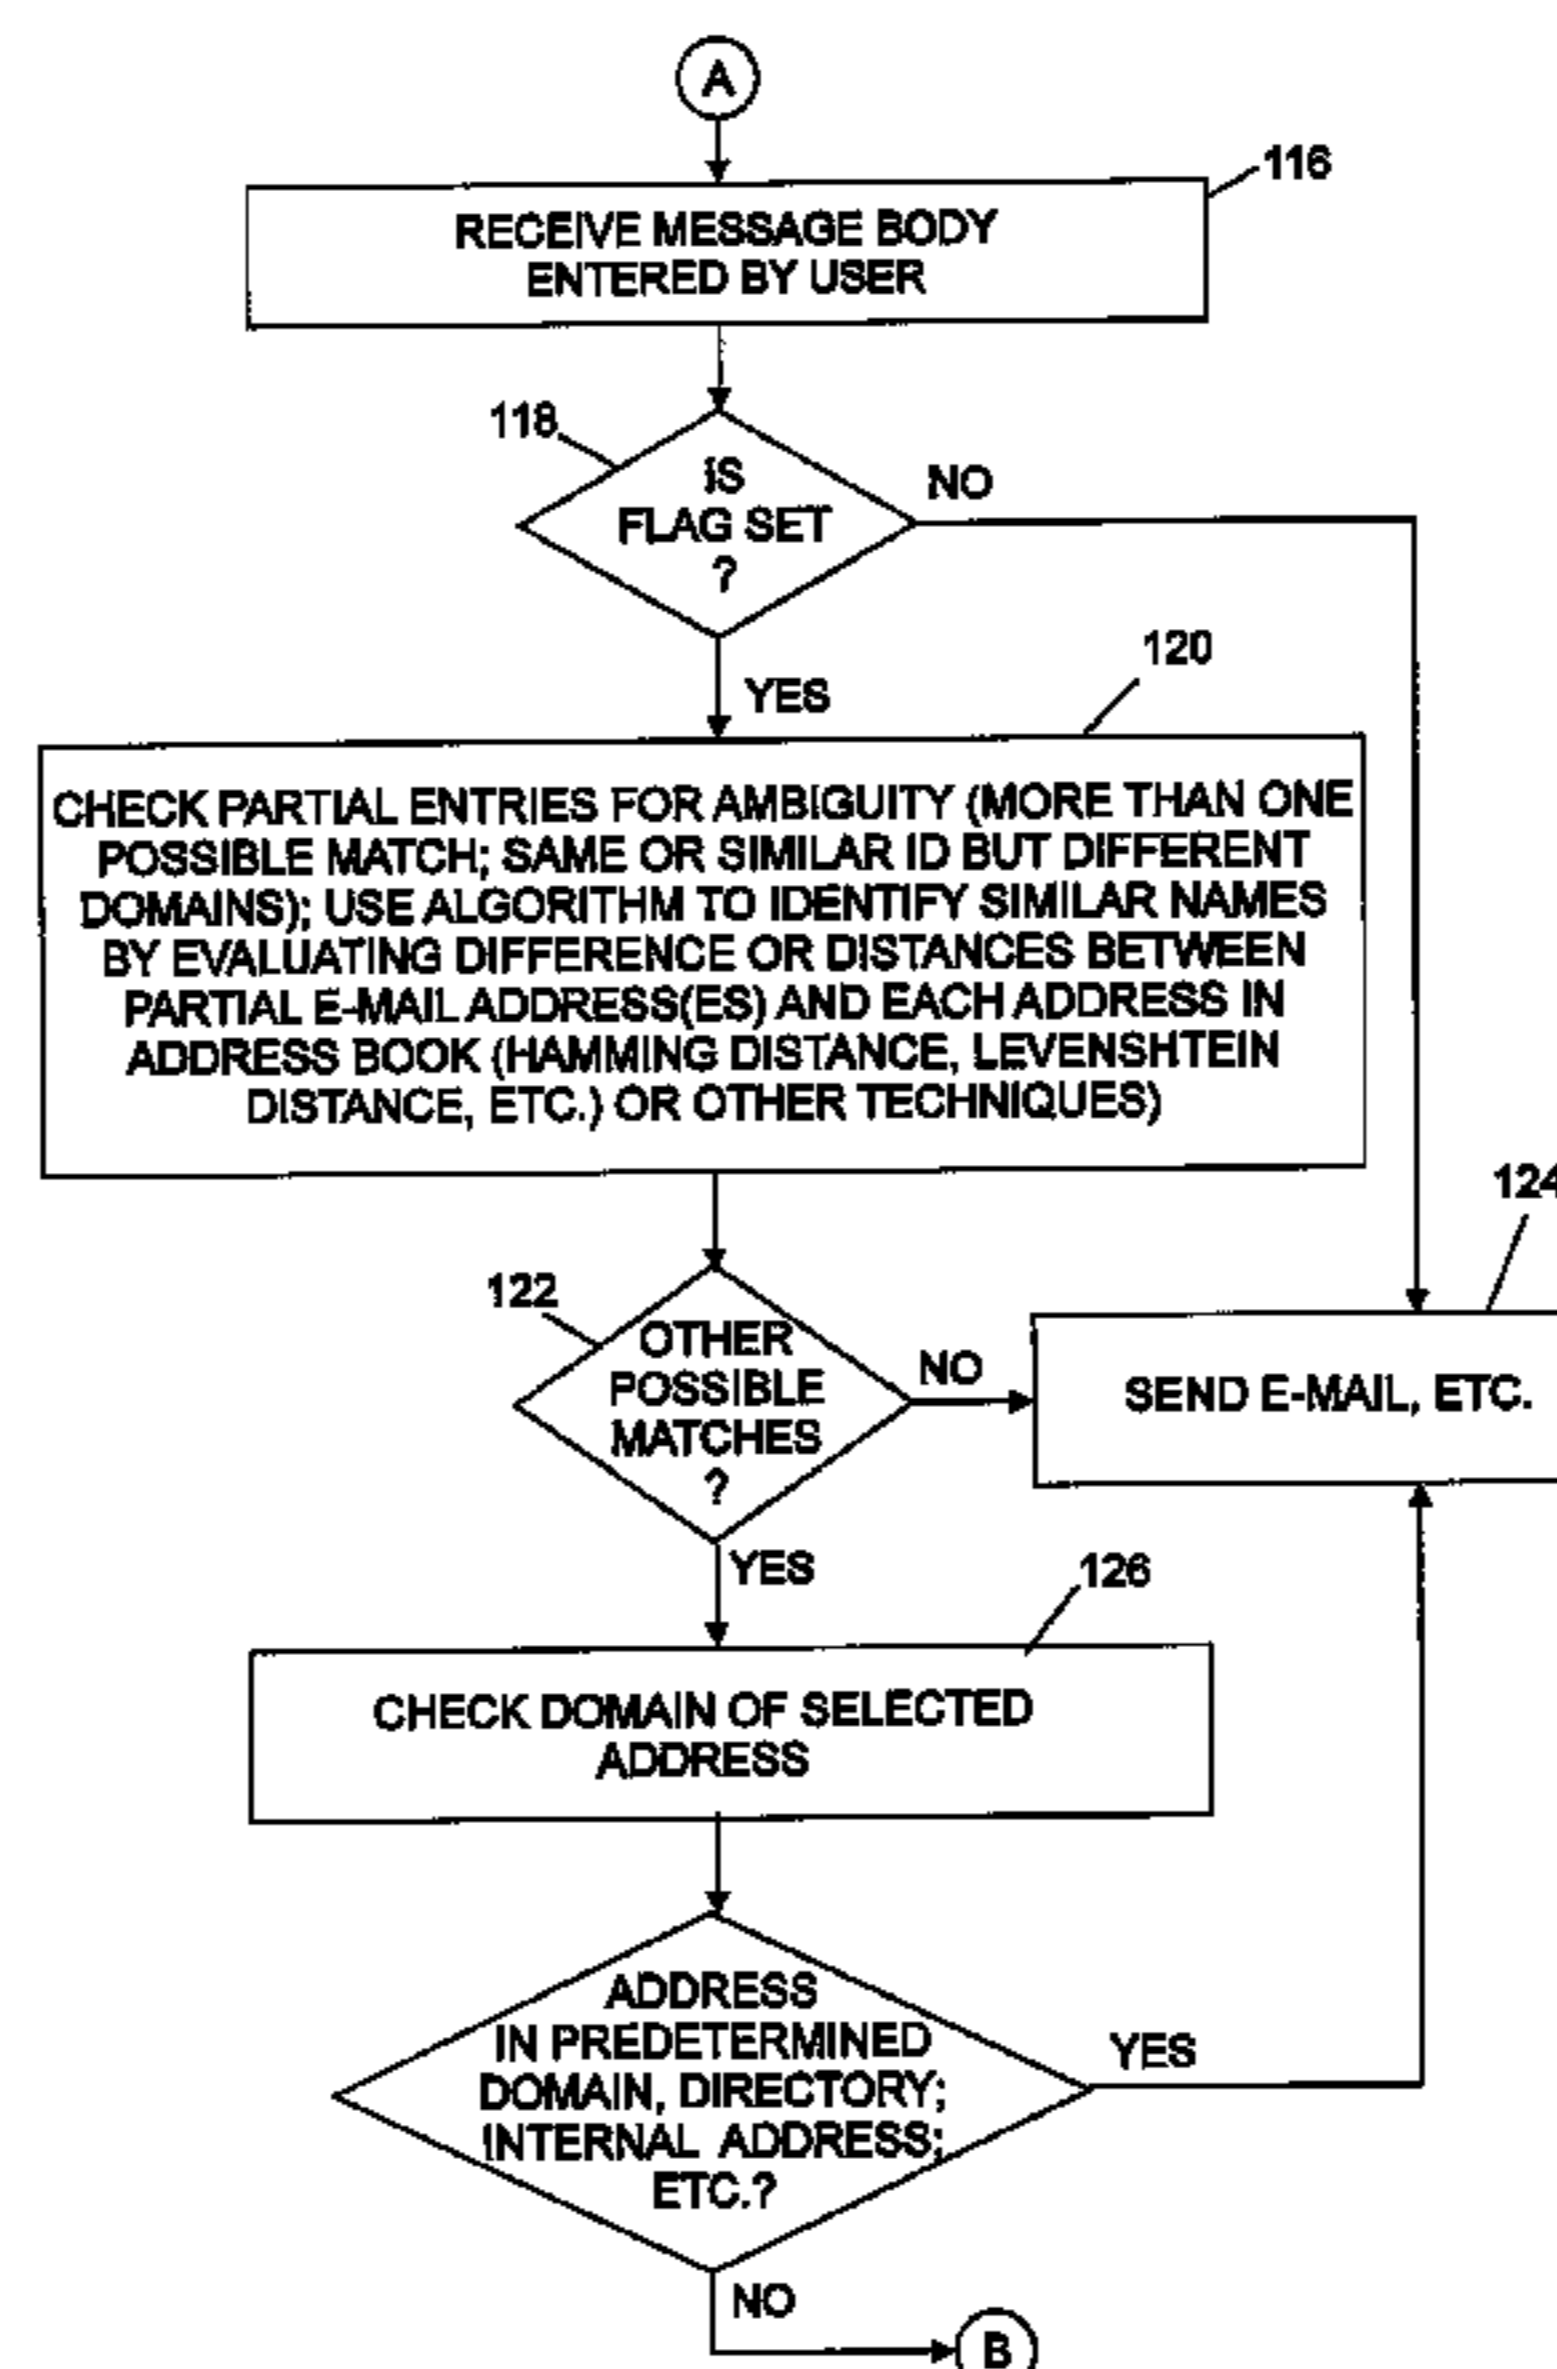 A
116
RECEIVE MESSAGE BODY
ENTERED BY USER
118
IS
FLAG SET
?
NO
YES
120
CHECK PARTIAL ENTRIES FOR AMBIGUITY (MORE THAN ONE
POSSIBLE MATCH; SAME OR SIMILAR ID BUT DIFFERENT
DOMAINS); USE ALGORITHM TO IDENTIFY SIMILAR NAMES
BY EVALUATING DIFFERENCE OR DISTANCES BETWEEN
PARTIAL E-MAIL ADDRESS(ES) AND EACH ADDRESS IN
ADDRESS BOOK (HAMMING DISTANCE, LEVENSHTEIN
DISTANCE, ETC.) OR OTHER TECHNIQUES)
122
OTHER
POSSIBLE
MATCHES
?
NO
124
SEND E-MAIL, ETC.
YES
126
CHECK DOMAIN OF SELECTED
ADDRESS
ADDRESS
IN PREDETERMINED
DOMAIN, DIRECTORY;
INTERNAL ADDRESS;
ETC.?
YES
NO
B